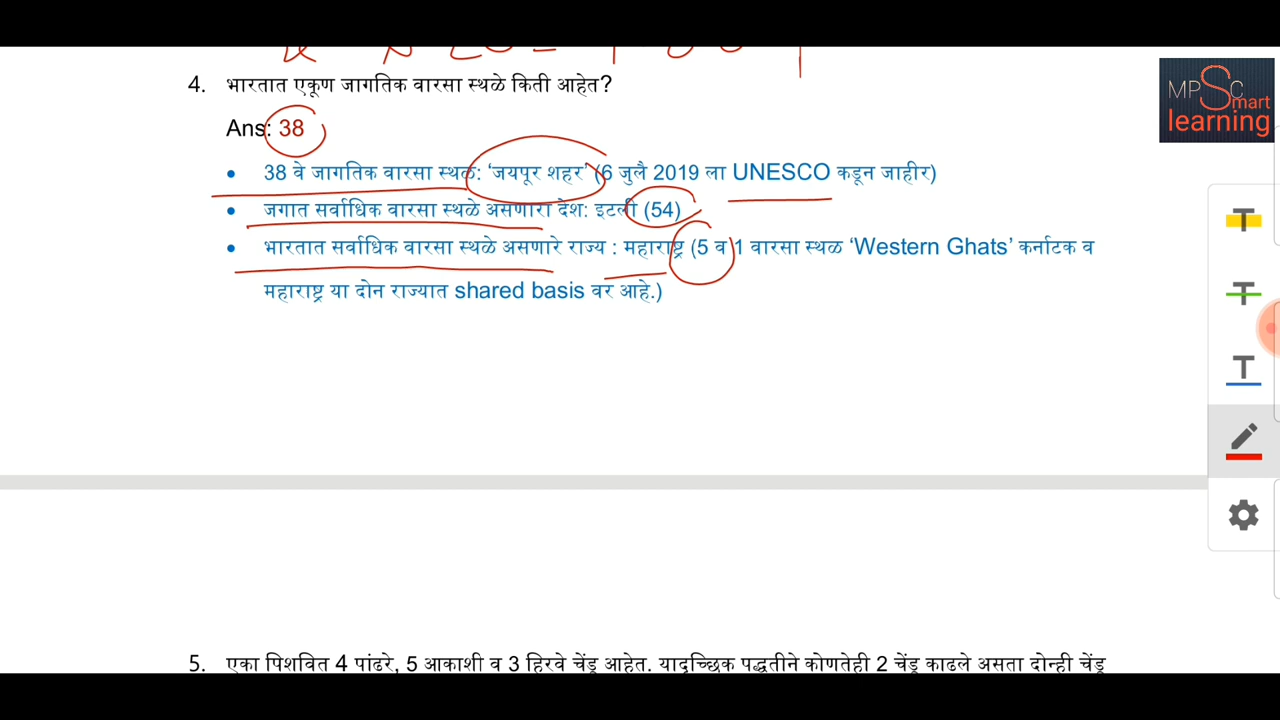 4. भारतात एकूण जागतिक वारसा स्थळे किती आहेत?
Ans: 38
• 38 वे जागतिक वारसा स्थळ: ‘जयपूर शहर’ (6 जुलै 2019 ला UNESCO कडून जाहीर)
• जगात सर्वाधिक वारसा स्थळे असणारा देश: इटली (54)
• भारतात सर्वाधिक वारसा स्थळे असणारे राज्य : महाराष्ट्र (5 व 1 वारसा स्थळ ‘Western Ghats’ कर्नाटक व
महाराष्ट्र या दोन राज्यात shared basis वर आहे.)
5. एका पिशवित 4 पांढरे, 5 आकाशी व 3 हिरवे चेंडू आहेत. यादृच्छिक पद्धतीने कोणतेही 2 चेंडू काढले असता दोन्ही चेंडू
MPSC
Smart
learning
T
T
T